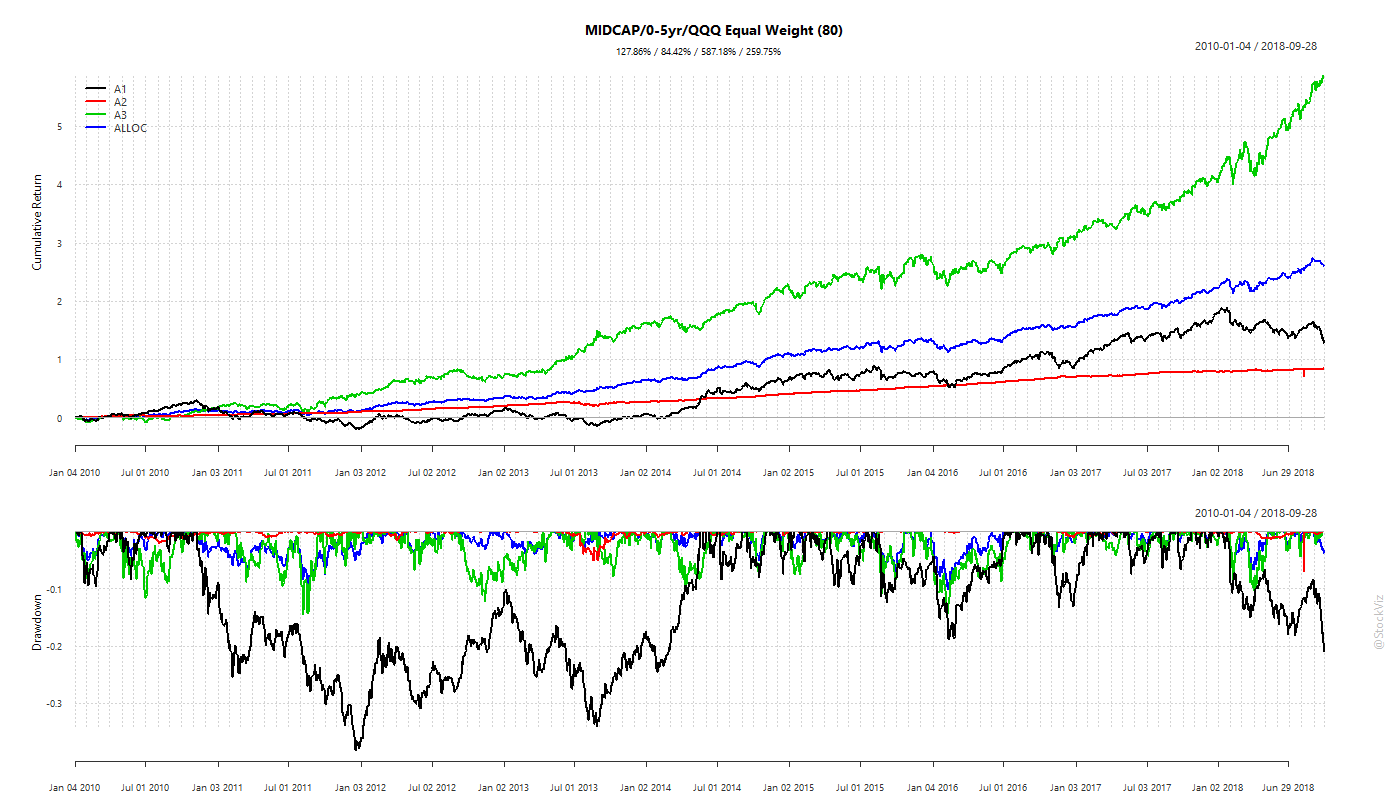 MIDCAP/0-5yr/QQQ Equal Weight (80)
127.86% / 84.42% / 587.18% / 259.75%
2010-01-04 / 2018-09-28
A1
A2
A3
ALLOC
Cumulative Return
5
4
3
2
1
0
Jan 04 2010 Jul 01 2010 Jan 03 2011 Jul 01 2011 Jan 03 2012 Jul 02 2012 Jan 02 2013 Jul 01 2013 Jan 02 2014 Jul 01 2014 Jan 02 2015 Jul 01 2015 Jan 04 2016 Jul 01 2016 Jan 03 2017 Jul 03 2017 Jan 02 2018 Jun 29 2018
2010-01-04 / 2018-09-28
Drawdown
-0.1
-0.2
-0.3
Jan 04 2010 Jul 01 2010 Jan 03 2011 Jul 01 2011 Jan 03 2012 Jul 02 2012 Jan 02 2013 Jul 01 2013 Jan 02 2014 Jul 01 2014 Jan 02 2015 Jul 01 2015 Jan 04 2016 Jul 01 2016 Jan 03 2017 Jul 03 2017 Jan 02 2018 Jun 29 2018
@StockViz